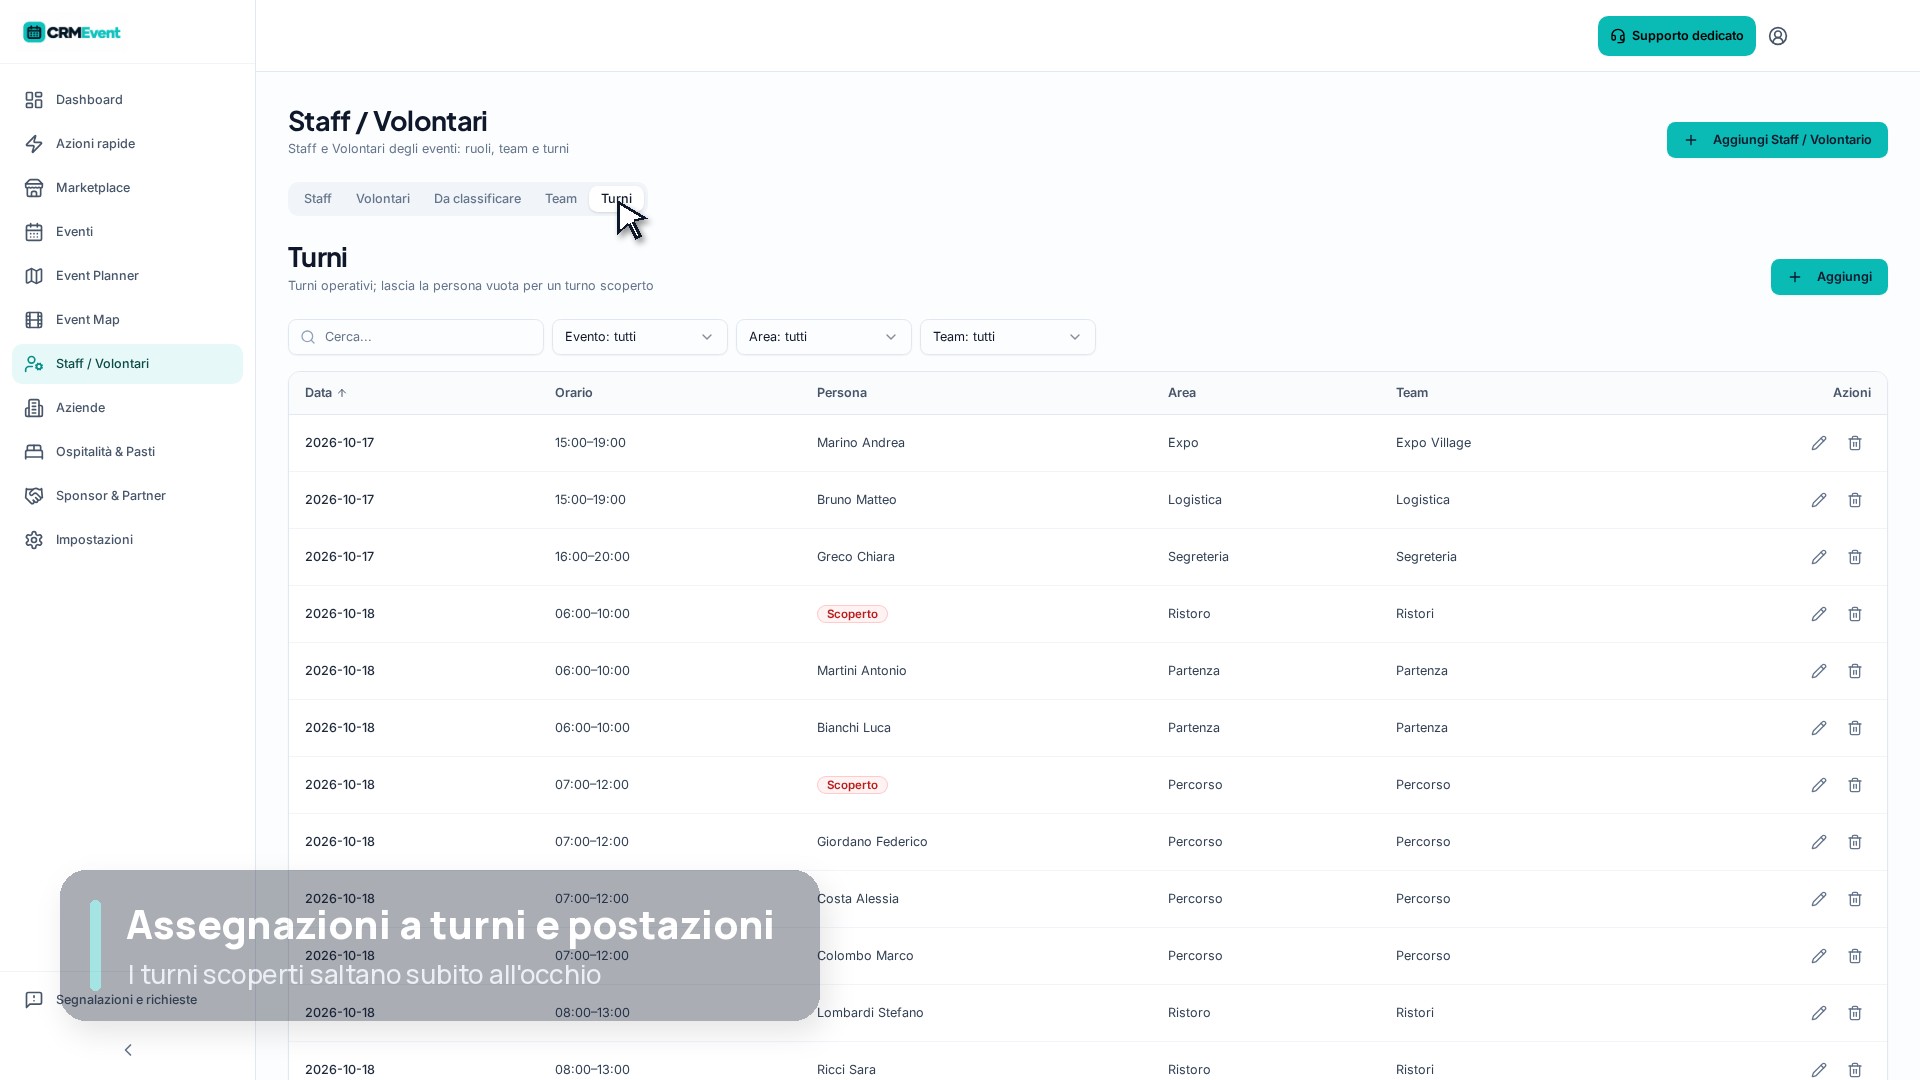 CRMEvent
Supporto dedicato
Dashboard
Azioni rapide
Marketplace
Eventi
Event Planner
Event Map
Staff / Volontari
Aziende
Ospitalità & Pasti
Sponsor & Partner
Impostazioni
Segnalazioni e richieste
Staff / Volontari
Staff e Volontari degli eventi: ruoli, team e turni
Aggiungi Staff / Volontario
Staff Volontari Da classificare Team Turni
Turni
Turni operativi; lascia la persona vuota per un turno scoperto
Aggiungi
Cerca... Evento: tutti Area: tutti Team: tutti
Data Orario Persona Area Team Azioni
2026-10-17 15:00–19:00 Marino Andrea Expo Expo Village
2026-10-17 15:00–19:00 Bruno Matteo Logistica Logistica
2026-10-17 16:00–20:00 Greco Chiara Segreteria Segreteria
2026-10-18 06:00–10:00 Scoperto Ristoro Ristori
2026-10-18 06:00–10:00 Martini Antonio Partenza Partenza
2026-10-18 06:00–10:00 Bianchi Luca Partenza Partenza
2026-10-18 07:00–12:00 Scoperto Percorso Percorso
2026-10-18 07:00–12:00 Giordano Federico Percorso Percorso
2026-10-18 07:00–12:00 Costa Alessia Percorso Percorso
2026-10-18 07:00–12:00 Colombo Marco Percorso Percorso
2026-10-18 08:00–13:00 Lombardi Stefano Ristoro Ristori
2026-10-18 08:00–13:00 Ricci Sara Ristoro Ristori
Assegnazioni a turni e postazioni
I turni scoperti saltano subito all'occhio